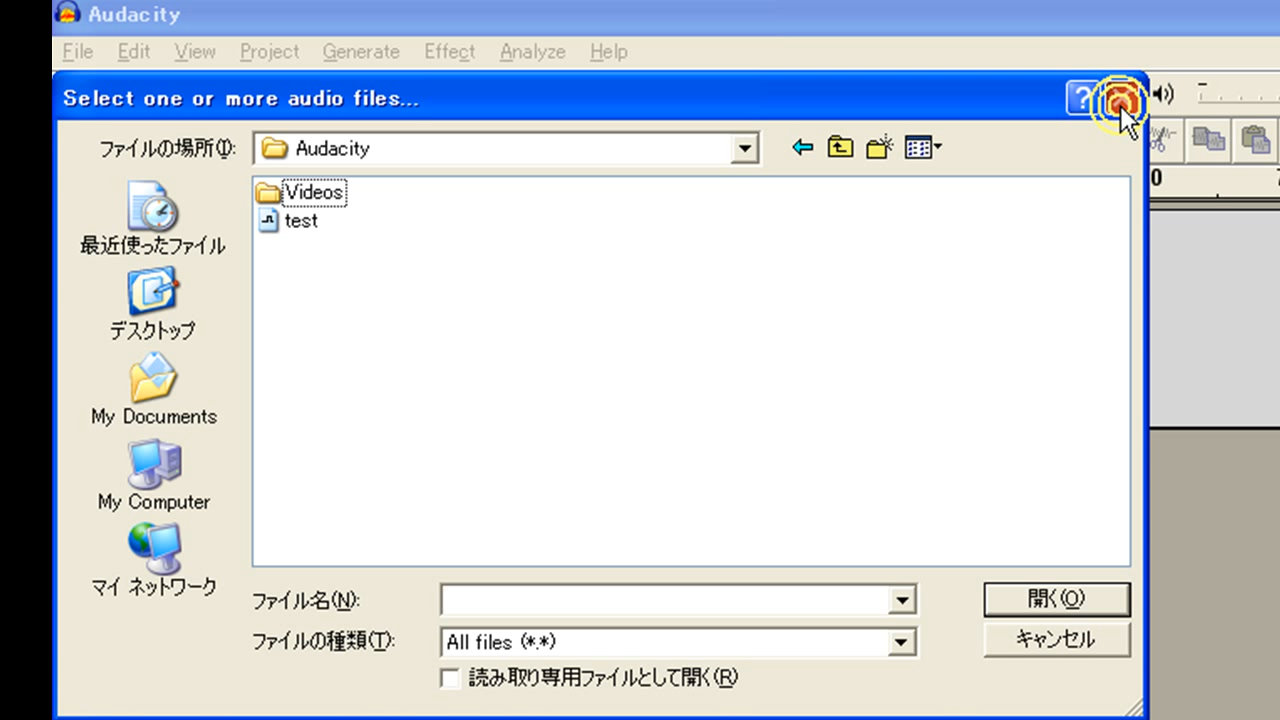 Audacity
File Edit View Project Generate Effect Analyze Help
Select one or more audio files...
?
ファイルの場所(I): Audacity
0 7
Videos
test
最近使ったファイル
デスクトップ
My Documents
My Computer
マイ ネットワーク
ファイル名(N): 開く(O)
ファイルの種類(T): All files (*.*) キャンセル
読み取り専用ファイルとして開く(R)